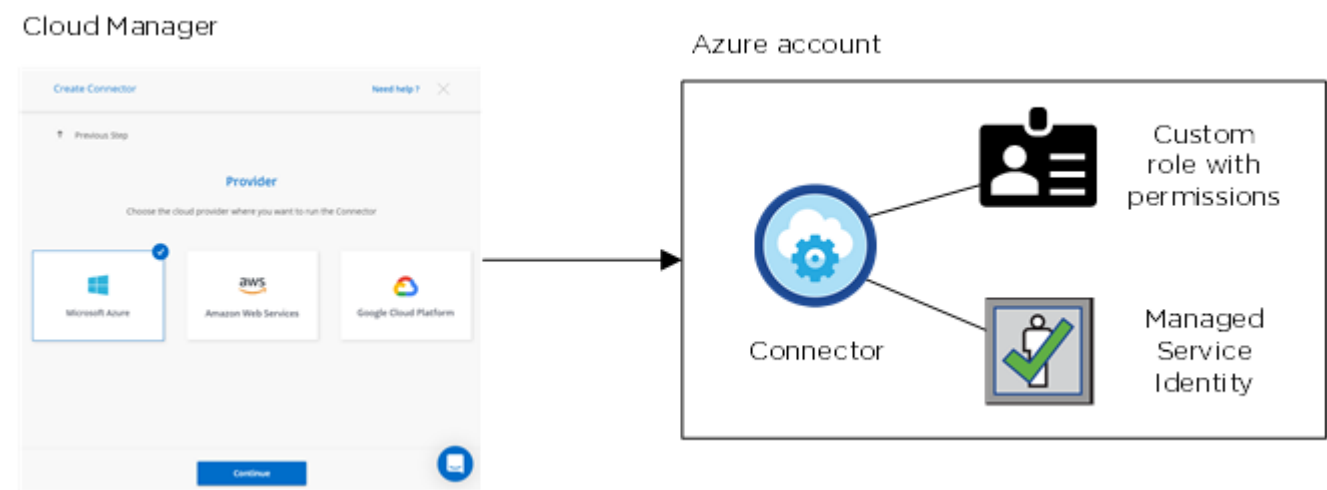 Cloud Manager
Create Connector
Need help ?
Previous Step
Provider
Choose the cloud provider where you want to run the Connector
Microsoft Azure
aws
Amazon Web Services
Google Cloud Platform
Continue
Azure account
Connector
Custom
role with
permissions
Managed
Service
Identity